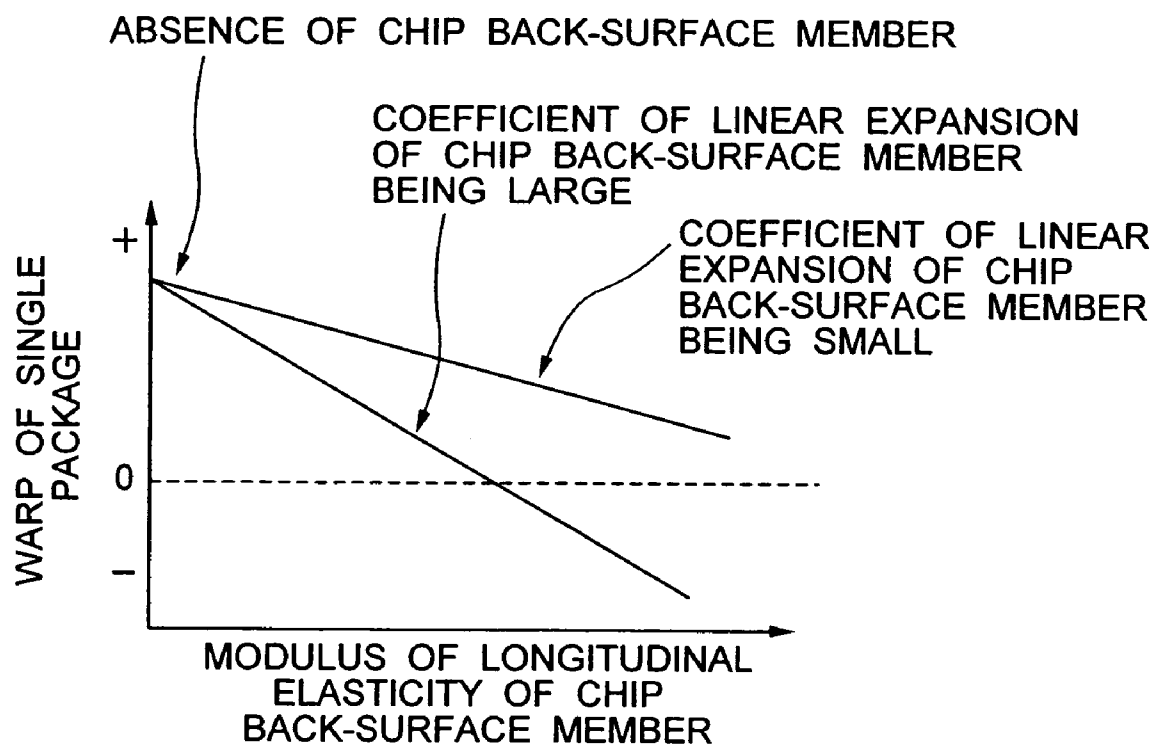 ABSENCE OF CHIP BACK-SURFACE MEMBER
COEFFICIENT OF LINEAR EXPANSION
OF CHIP BACK-SURFACE MEMBER
BEING LARGE
COEFFICIENT OF LINEAR
EXPANSION OF CHIP
BACK-SURFACE MEMBER
BEING SMALL
WARP OF SINGLE
PACKAGE
+
0
−
MODULUS OF LONGITUDINAL
ELASTICITY OF CHIP
BACK-SURFACE MEMBER